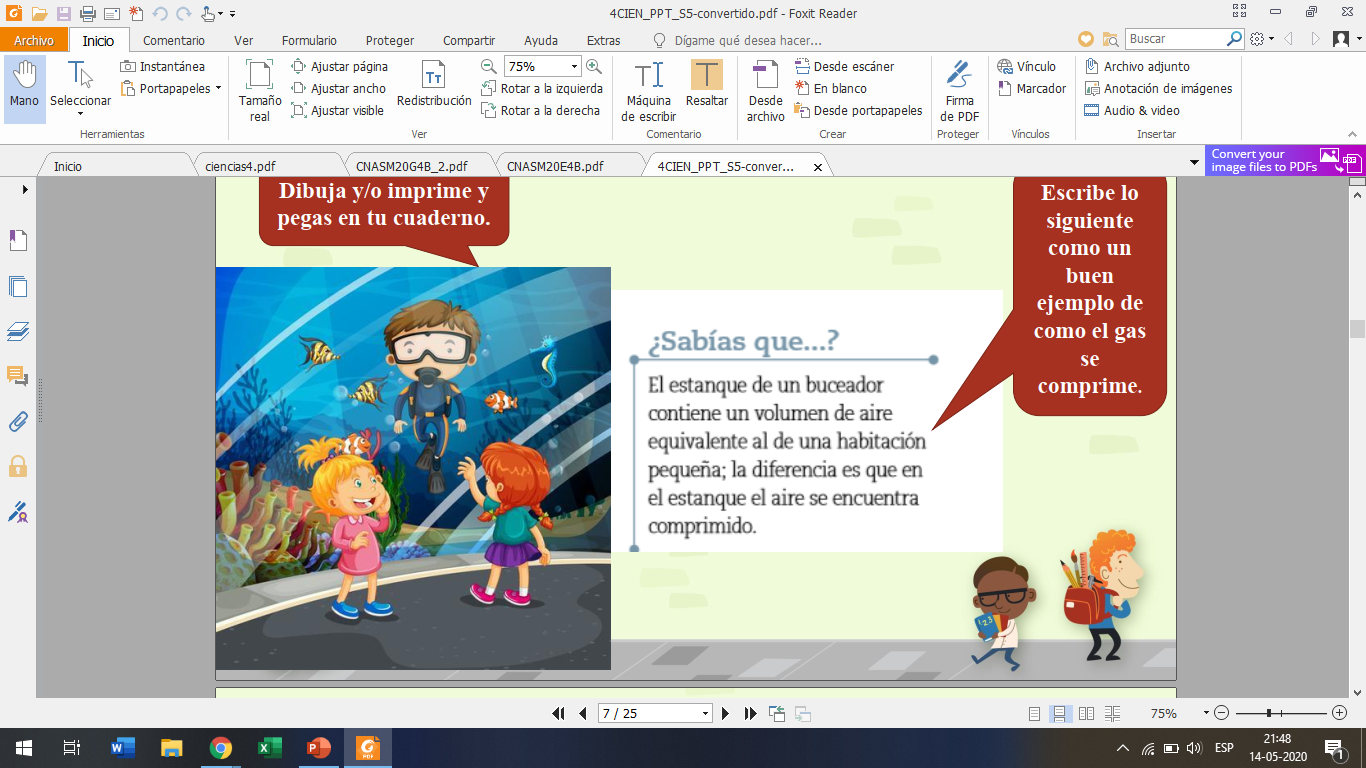 4CIEN_PPT_S5-convertido.pdf - Foxit Reader
Archivo
Inicio
Comentario
Ver
Formulario
Proteger
Compartir
Ayuda
Extras
Dígame qué desea hacer...
Buscar
Mano
Seleccionar
Instantánea
Portapapeles
Herramientas
Tamaño
real
Ajustar página
Ajustar ancho
Ajustar visible
Redistribución
75%
Rotar a la izquierda
Rotar a la derecha
Ver
Máquina
de escribir
Resaltar
Comentario
Desde
archivo
Desde escáner
En blanco
Desde portapapeles
Crear
Firma
de PDF
Proteger
Vínculo
Marcador
Vínculos
Archivo adjunto
Anotación de imágenes
Audio & video
Insertar
Inicio
ciencias4.pdf
CNASM20G4B_2.pdf
CNASM20E4B.pdf
4CIEN_PPT_S5-conver...
Convert your
image files to PDFs
Dibuja y/o imprime y
pegas en tu cuaderno.
¿Sabías que...?
El estanque de un buceador
contiene un volumen de aire
equivalente al de una habitación
pequeña; la diferencia es que en
el estanque el aire se encuentra
comprimido.
Escribe lo
siguiente
como un
buen
ejemplo de
como el gas
se
comprime.
7 / 25
75%
ESP
21:48
14-05-2020
1